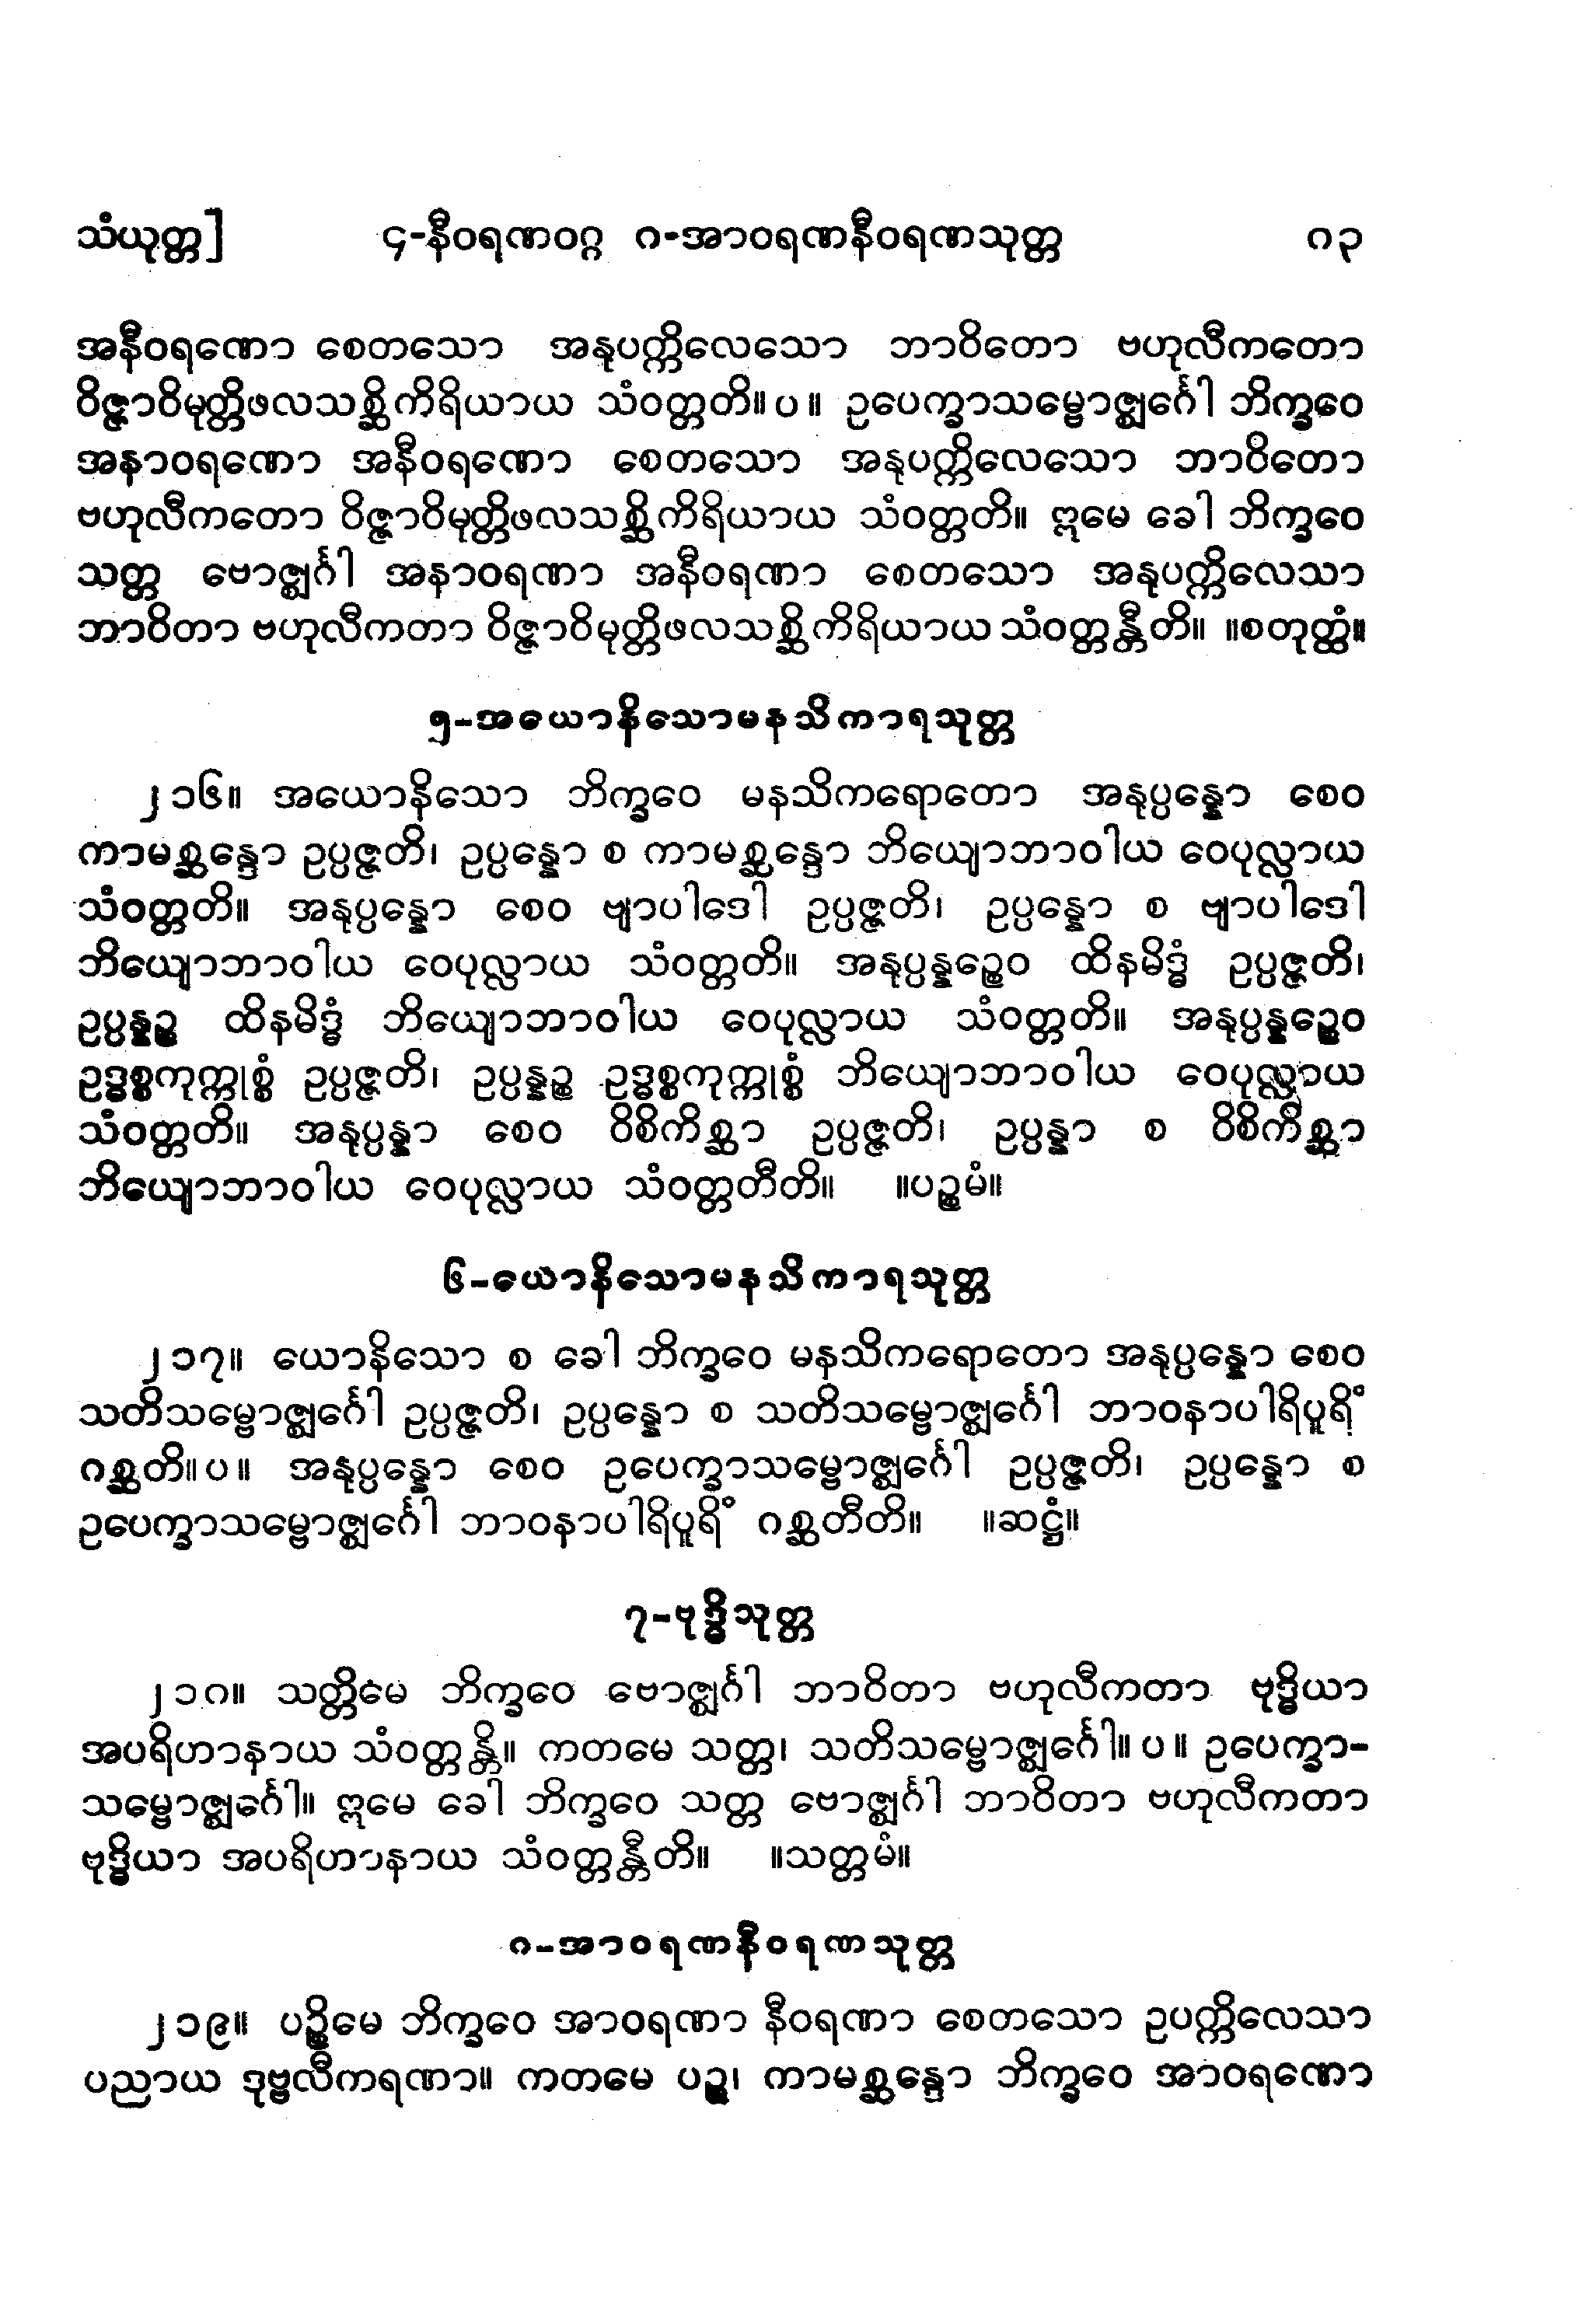 သံယုတ္တ] ၄-နီဝရဏဝဂ္ဂ ဂ-အာဝရဏနီဝရဏသုတ္တ ၈၃
အနီဝရဏော စေတသော အနုပက္ကိလေသော ဘာဝိတော ဗဟုလီကတော
ဝိဇ္ဇာဝိမုတ္တိဖလသစ္ဆိကိရိယာယ သံဝတ္တတိ။ပ။ ဥပေက္ခာသမ္ဗောဇ္ဈင်္ဂေါ ဘိက္ခဝေ
အနာဝရဏော အနီဝရဏော စေတသော အနုပက္ကိလေသော ဘာဝိတော
ဗဟုလီကတော ဝိဇ္ဇာဝိမုတ္တိဖလသစ္ဆိကိရိယာယ သံဝတ္တတိ။ ဣမေ ခေါ ဘိက္ခဝေ
သတ္တ ဗောဇ္ဈင်္ဂါ အနာဝရဏာ အနီဝရဏာ စေတသော အနုပက္ကိလေသာ
ဘာဝိတာ ဗဟုလီကတာ ဝိဇ္ဇာဝိမုတ္တိဖလသစ္ဆိကိရိယာယ သံဝတ္တန္တီတိ။ ။စတုတ္ထံ။
၅-အယောနိသောမနသိကာရသုတ္တ
၂၁၆။ အယောနိသော ဘိက္ခဝေ မနသိကရောတော အနုပ္ပန္နော စေဝ
ကာမစ္ဆန္ဒော ဥပ္ပဇ္ဇတိ၊ ဥပ္ပန္နော စ ကာမစ္ဆန္ဒော ဘိယျောဘာဝါယ ဝေပုလ္လာယ
သံဝတ္တတိ။ အနုပ္ပန္နော စေဝ ဗျာပါဒေါ ဥပ္ပဇ္ဇတိ၊ ဥပ္ပန္နော စ ဗျာပါဒေါ
ဘိယျောဘာဝါယ ဝေပုလ္လာယ သံဝတ္တတိ။ အနုပ္ပန္နဉ္စေဝ ထိနမိဒ္ဓံ ဥပ္ပဇ္ဇတိ၊
ဥပ္ပန္နဉ္စ ထိနမိဒ္ဓံ ဘိယျောဘာဝါယ ဝေပုလ္လာယ သံဝတ္တတိ။ အနုပ္ပန္နဉ္စေဝ
ဥဒ္ဓစ္စကုက္ကုစ္စံ ဥပ္ပဇ္ဇတိ၊ ဥပ္ပန္နဉ္စ ဥဒ္ဓစ္စကုက္ကုစ္စံ ဘိယျောဘာဝါယ ဝေပုလ္လာယ
သံဝတ္တတိ။ အနုပ္ပန္နာ စေဝ ဝိစိကိစ္ဆာ ဥပ္ပဇ္ဇတိ၊ ဥပ္ပန္နာ စ ဝိစိကိစ္ဆာ
ဘိယျောဘာဝါယ ဝေပုလ္လာယ သံဝတ္တတီတိ။ ။ပဉ္စမံ။
၆-ယောနိသောမနသိကာရသုတ္တ
၂၁၇။ ယောနိသော စ ခေါ ဘိက္ခဝေ မနသိကရောတော အနုပ္ပန္နော စေဝ
သတိသမ္ဗောဇ္ဈင်္ဂေါ ဥပ္ပဇ္ဇတိ၊ ဥပ္ပန္နော စ သတိသမ္ဗောဇ္ဈင်္ဂေါ ဘာဝနာပါရိပူရိံ
ဂစ္ဆတိ။ပ။ အနုပ္ပန္နော စေဝ ဥပေက္ခာသမ္ဗောဇ္ဈင်္ဂေါ ဥပ္ပဇ္ဇတိ၊ ဥပ္ပန္နော စ
ဥပေက္ခာသမ္ဗောဇ္ဈင်္ဂေါ ဘာဝနာပါရိပူရိံ ဂစ္ဆတီတိ။ ။ဆဋ္ဌံ။
၇-ဗုဒ္ဓိသုတ္တ
၂၁၈။ သတ္တိမေ ဘိက္ခဝေ ဗောဇ္ဈင်္ဂါ ဘာဝိတာ ဗဟုလီကတာ ဗုဒ္ဓိယာ
အပရိဟာနာယ သံဝတ္တန္တိ။ ကတမေ သတ္တ၊ သတိသမ္ဗောဇ္ဈင်္ဂေါ။ပ။ ဥပေက္ခာ-
သမ္ဗောဇ္ဈင်္ဂေါ။ ဣမေ ခေါ ဘိက္ခဝေ သတ္တ ဗောဇ္ဈင်္ဂါ ဘာဝိတာ ဗဟုလီကတာ
ဗုဒ္ဓိယာ အပရိဟာနာယ သံဝတ္တန္တီတိ။ ။သတ္တမံ။
၈-အာဝရဏနီဝရဏသုတ္တ
၂၁၉။ ပဉ္စိမေ ဘိက္ခဝေ အာဝရဏာ နီဝရဏာ စေတသော ဥပက္ကိလေသာ
ပညာယ ဒုဗ္ဗလီကရဏာ။ ကတမေ ပဉ္စ၊ ကာမစ္ဆန္ဒော ဘိက္ခဝေ အာဝရဏော